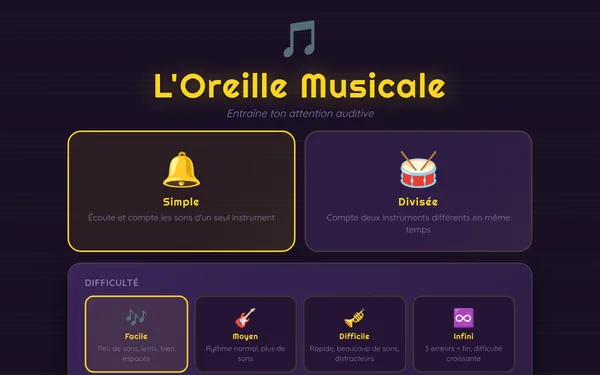 L'Oreille Musicale
Entraîne ton attention auditive
Simple
Écoute et compte les sons d'un seul instrument
Divisée
Compte deux instruments différents en même
temps
DIFFICULTÉ
Facile
Peu de sons, lents, bien
espacés
Moyen
Rythme normal, plus de
sons
Difficile
Rapide, beaucoup de sons,
distracteurs
Infini
3 erreurs = fin, difficulté
croissante